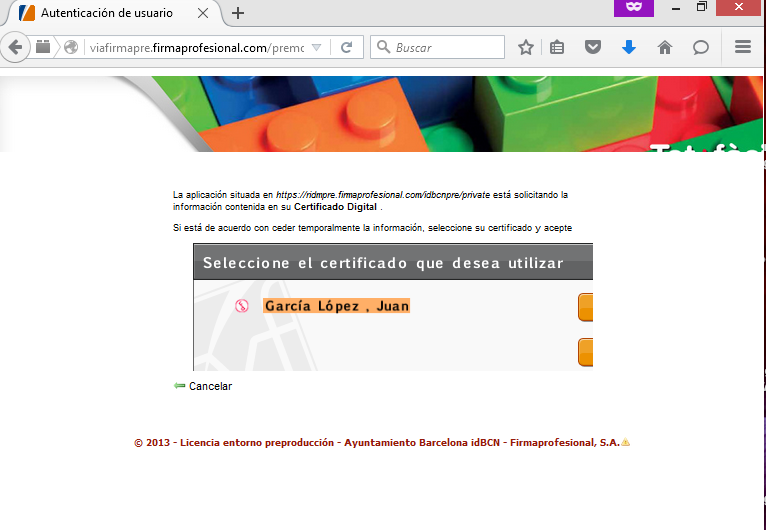 Autenticación de usuario
viafirmapre.firmaprofesional.com/premo
Buscar
La aplicación situada en https://ridmpre.firmaprofesional.com/idbcnpre/private está solicitando la
información contenida en su Certificado Digital .
Si está de acuerdo con ceder temporalmente la información, seleccione su certificado y acepte
Seleccione el certificado que desea utilizar
García López , Juan
Cancelar
© 2013 - Licencia entorno preproducción - Ayuntamiento Barcelona idBCN - Firmaprofesional, S.A.